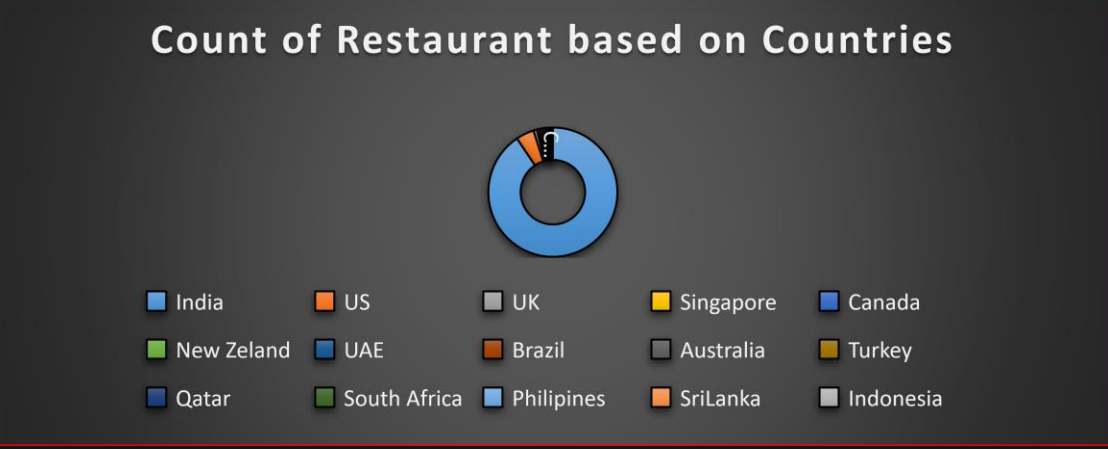 Count of Restaurant based on Countries
C...
India US UK Singapore Canada
New Zeland UAE Brazil Australia Turkey
Qatar South Africa Philipines SriLanka Indonesia